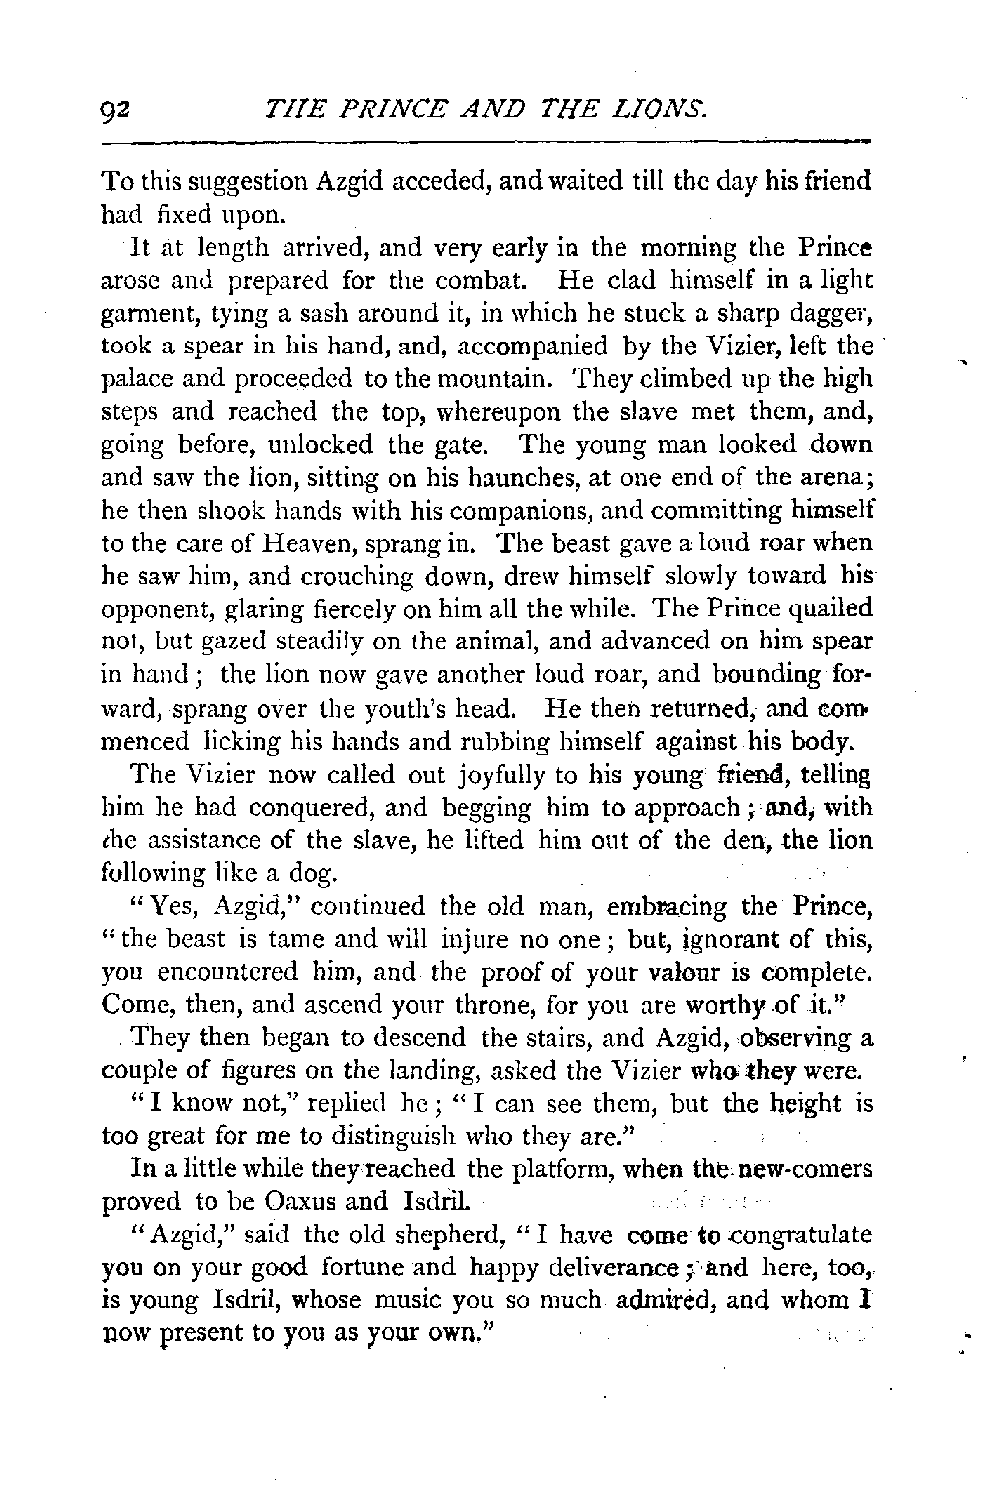 92 THE PRINCE AND THE LIONS.
To this suggestion Azgid acceded, and waited till the day his friend
had fixed upon.
It at length arrived, and very early in the morning the Prince
arose and prepared for the combat. He clad himself in a light
garment, tying a sash around it, in which he stuck a sharp dagger,
took a spear in his hand, and, accompanied by the Vizier, left the
palace and proceeded to the mountain. They climbed up the high
steps and reached the top, whereupon the slave met them, and,
going before, unlocked the gate. The young man looked down
and saw the lion, sitting on his haunches, at one end of the arena;
he then shook hands with his companions, and committing himself
to the care of Heaven, sprang in. The beast gave a loud roar when
he saw him, and crouching down, drew himself slowly toward his
opponent, glaring fiercely on him all the while. The Prince quailed
not, but gazed steadily on the animal, and advanced on him spear
in hand; the lion now gave another loud roar, and bounding for-
ward, sprang over the youth's head. He then returned, and com-
menced licking his hands and rubbing himself against his body.
The Vizier now called out joyfully to his young friend, telling
him he had conquered, and begging him to approach; and, with
the assistance of the slave, he lifted him out of the den, the lion
following like a dog.
"Yes, Azgid," continued the old man, embracing the Prince,
"the beast is tame and will injure no one; but, ignorant of this,
you encountered him, and the proof of your valour is complete.
Come, then, and ascend your throne, for you are worthy of it."
They then began to descend the stairs, and Azgid, observing a
couple of figures on the landing, asked the Vizier who they were.
"I know not," replied he; "I can see them, but the height is
too great for me to distinguish who they are."
In a little while they reached the platform, when the new-comers
proved to be Oaxus and Isdril.
"Azgid," said the old shepherd, "I have come to congratulate
you on your good fortune and happy deliverance; and here, too,
is young Isdril, whose music you so much admired, and whom I
now present to you as your own."